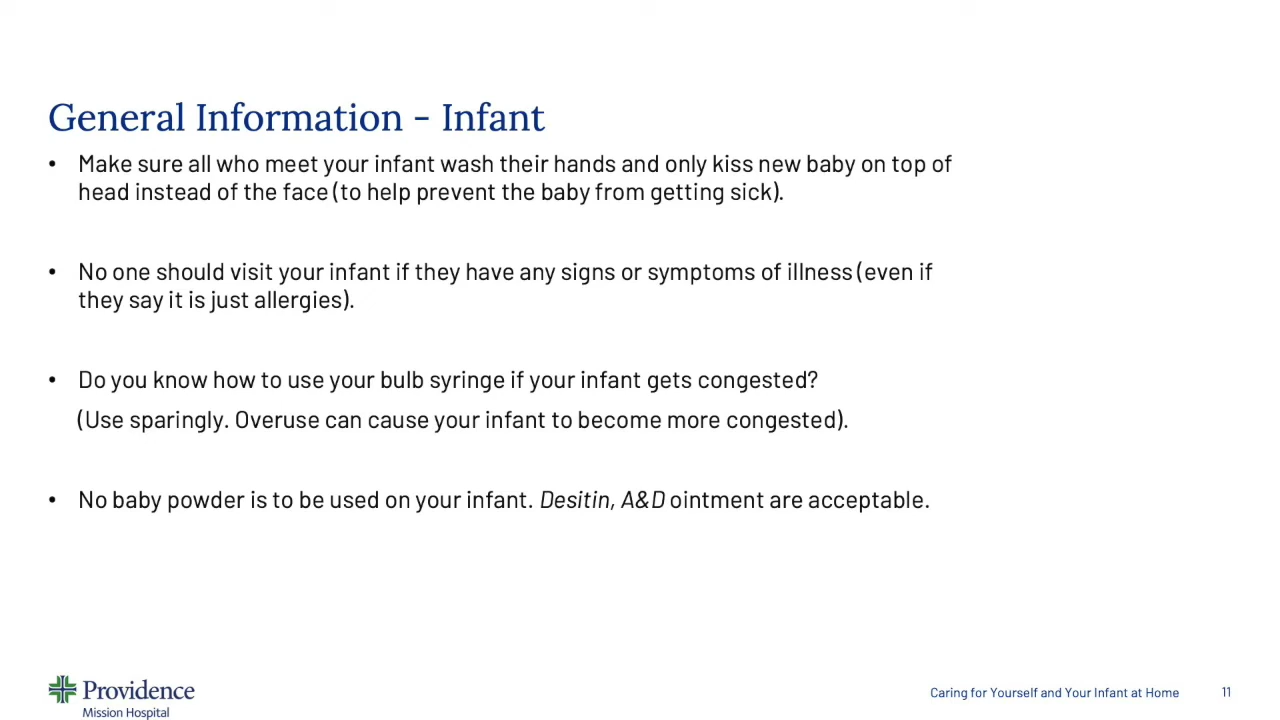 General Information - Infant
• Make sure all who meet your infant wash their hands and only kiss new baby on top of
head instead of the face (to help prevent the baby from getting sick).
• No one should visit your infant if they have any signs or symptoms of illness (even if
they say it is just allergies).
• Do you know how to use your bulb syringe if your infant gets congested?
(Use sparingly. Overuse can cause your infant to become more congested).
• No baby powder is to be used on your infant. Desitin, A&D ointment are acceptable.
Providence
Mission Hospital
Caring for Yourself and Your Infant at Home 11